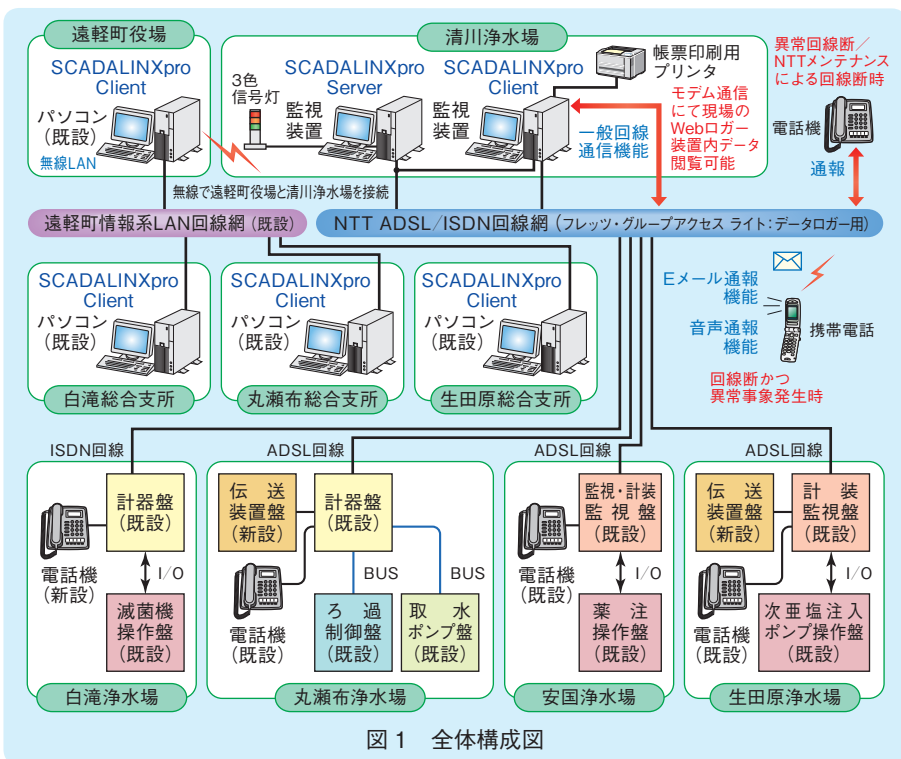 遠軽町役場
SCADALINXpro
Client
パソコン
(既設)
無線LAN
清川浄水場
3色
信号灯
SCADALINXpro
Server
監視
装置
SCADALINXpro
Client
監視
装置
帳票印刷用
プリンタ
一般回線
通信機能
モデム通信
にて現場の
Webロガー
装置内データ
閲覧可能
異常回線断/
NTTメンテナンス
による回線断時
電話機
通報
無線で遠軽町役場と清川浄水場を接続
遠軽町情報系LAN回線網(既設)
NTT ADSL/ISDN回線網(フレッツ・グループアクセス ライト:データロガー用)
SCADALINXpro
Client
パソコン
(既設)
白滝総合支所
SCADALINXpro
Client
パソコン
(既設)
丸瀬布総合支所
SCADALINXpro
Client
パソコン
(既設)
生田原総合支所
Eメール通報
機能
音声通報
機能
携帯電話
回線断かつ
異常事象発生時
ISDN回線
計器盤
(既設)
電話機
(新設)
I/O
滅菌機
操作盤
(既設)
白滝浄水場
ADSL回線
伝送
装置盤
(新設)
計器盤
(既設)
電話機
(既設)
BUS
BUS
ろ過
制御盤
(既設)
取水
ポンプ盤
(既設)
丸瀬布浄水場
ADSL回線
監視・計装
監視盤
(既設)
電話機
(既設)
I/O
薬注
操作盤
(既設)
安国浄水場
ADSL回線
伝送
装置盤
(新設)
計装
監視盤
(既設)
電話機
(既設)
I/O
次亜塩注入
ポンプ操作盤
(既設)
生田原浄水場
図1 全体構成図